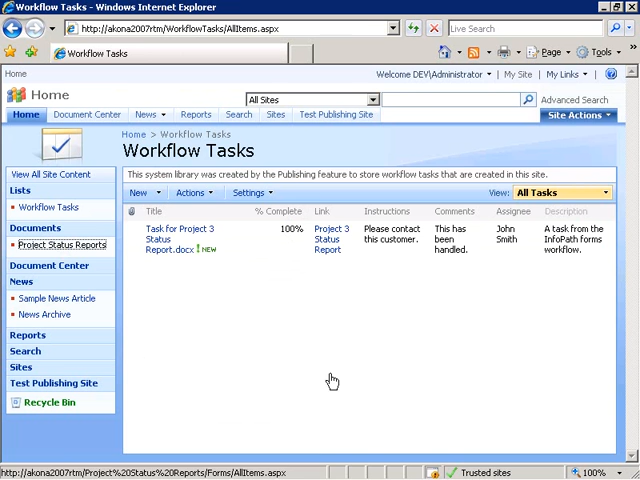 Workflow Tasks - Windows Internet Explorer
http://akona2007rtm/WorkflowTasks/AllItems.aspx
Live Search
Workflow Tasks
Page
Tools
Home
Welcome DEV\Administrator
My Site
My Links
Home
All Sites
Advanced Search
Home
Document Center
News
Reports
Search
Sites
Test Publishing Site
Site Actions
Home > Workflow Tasks
Workflow Tasks
View All Site Content
Lists
Workflow Tasks
Documents
Project Status Reports
Document Center
News
Sample News Article
News Archive
Reports
Search
Sites
Test Publishing Site
Recycle Bin
This system library was created by the Publishing feature to store workflow tasks that are created in this site.
New
Actions
Settings
View:
All Tasks
Title
% Complete
Link
Instructions
Comments
Assignee
Description
Task for Project 3
Status
Report.docx ! NEW
100%
Project 3
Status
Report
Please contact
this customer.
This has
been
handled.
John
Smith
A task from the
InfoPath forms
workflow.
http://akona2007rtm/Project%20Status%20Reports/Forms/AllItems.aspx
Trusted sites
100%